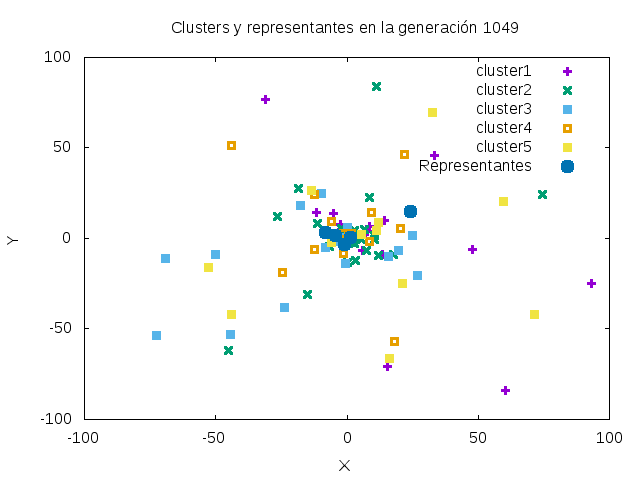 Clusters y representantes en la generación 1049
100
50
0
-50
-100
Y
cluster1
cluster2
cluster3
cluster4
cluster5
Representantes
-100 -50 0 50 100
X